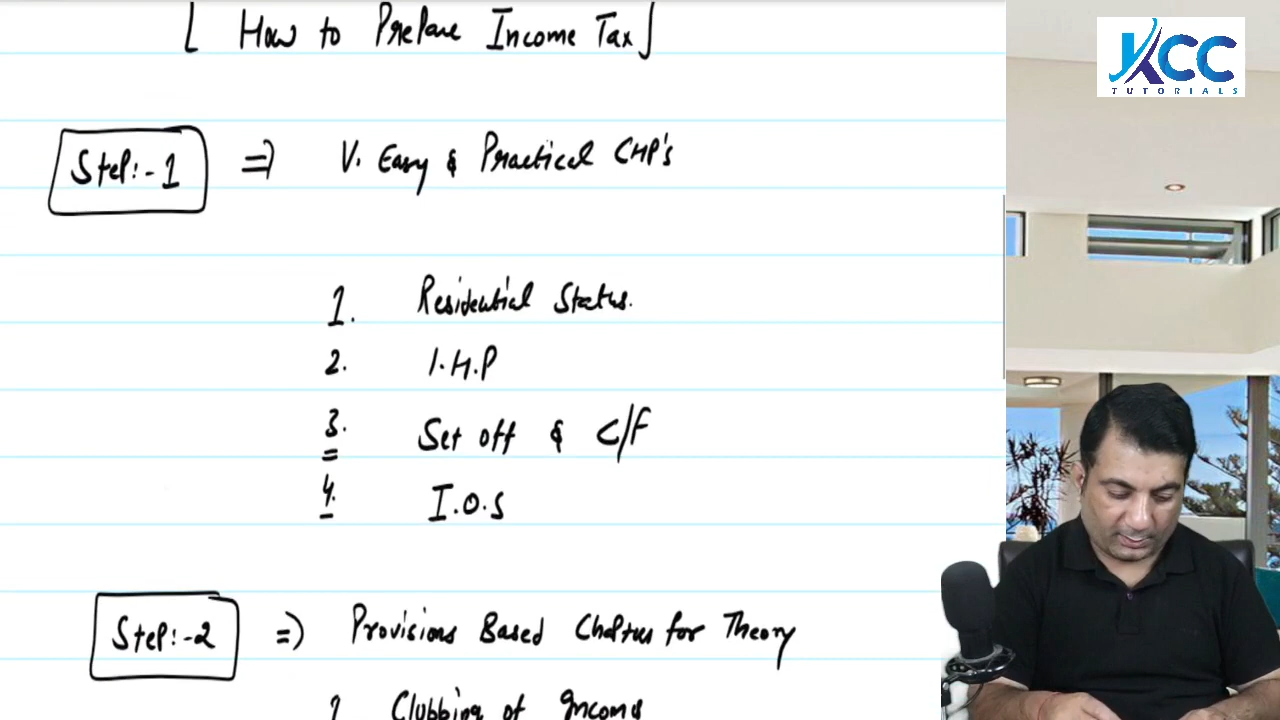 [ How to Prepare Income Tax ]
Step:-1 => V. Easy & Practical CHP's
1. Residential Status.
2. I.H.P
3. Set off & C/F
4. I.O.S
Step:-2 => Provisions Based Chapters for Theory
1 Clubbing of Income
KCC
TUTORIALS